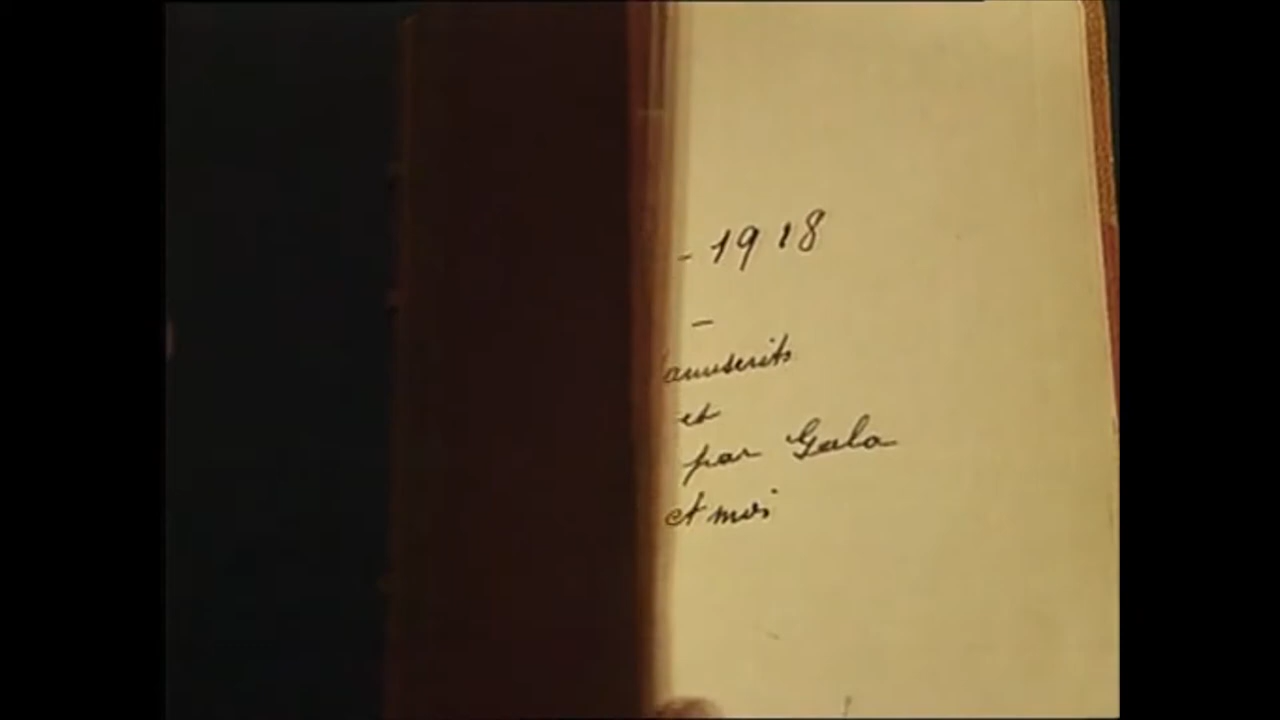 - 1918
–
anuscrits
et
par Gala
et moi